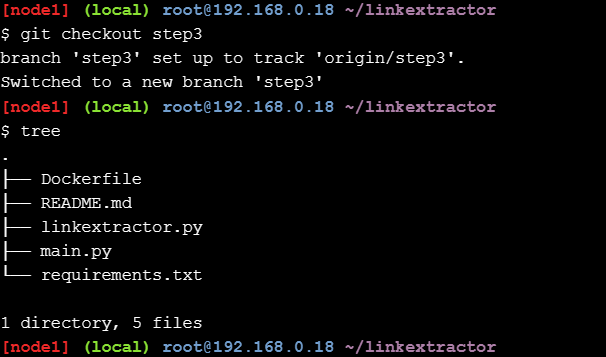 [node1] (local) root@192.168.0.18 ~/linkextractor
$ git checkout step3
branch 'step3' set up to track 'origin/step3'.
Switched to a new branch 'step3'
[node1] (local) root@192.168.0.18 ~/linkextractor
$ tree
.
├── Dockerfile
├── README.md
├── linkextractor.py
├── main.py
└── requirements.txt
1 directory, 5 files
[node1] (local) root@192.168.0.18 ~/linkextractor